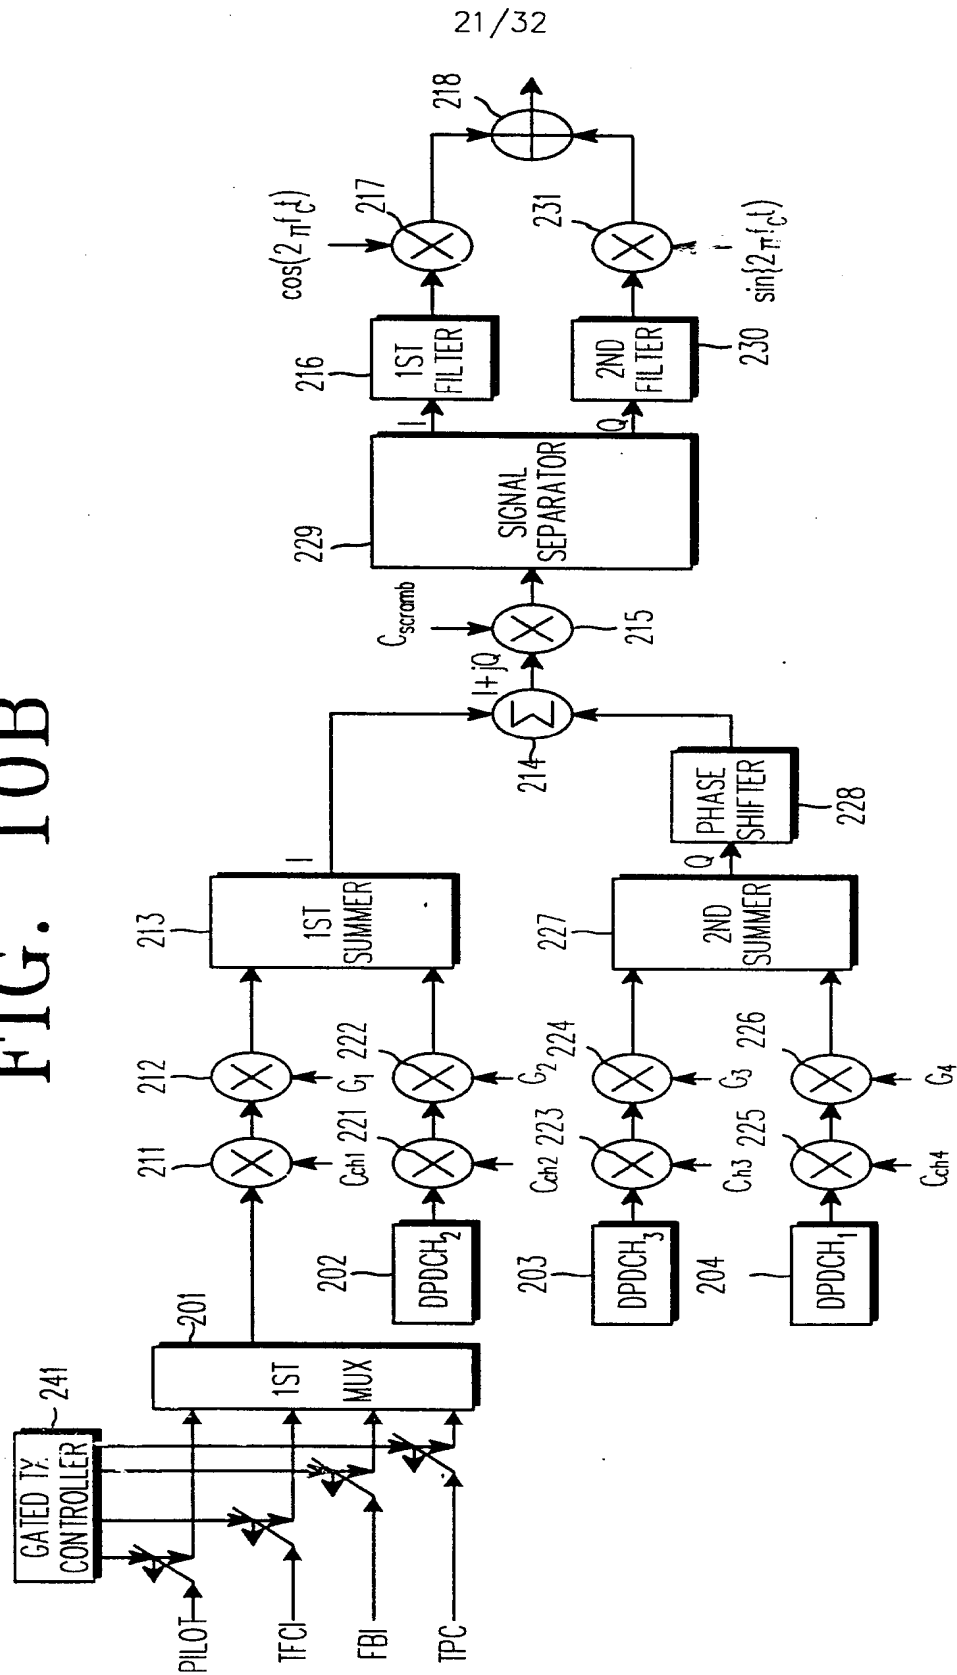 21/32
FIG. 10B
GATED TX
CONTROLLER
241
PILOT
TFCI
FBI
TPC
1ST
MUX
201
211
212
Cch1
G1
213
1ST
SUMMER
I
DPDCH2
202
221
222
Cch2
G2
DPDCH3
203
223
224
Ch3
G3
DPDCH1
204
225
226
Cch4
G4
227
2ND
SUMMER
Q
PHASE
SHIFTER
228
214
Σ
I+jQ
Cscramb
215
229
SIGNAL
SEPARATOR
I
Q
216
1ST
FILTER
2ND
FILTER
230
cos(2πfct)
217
231
sin{2πfct)
218